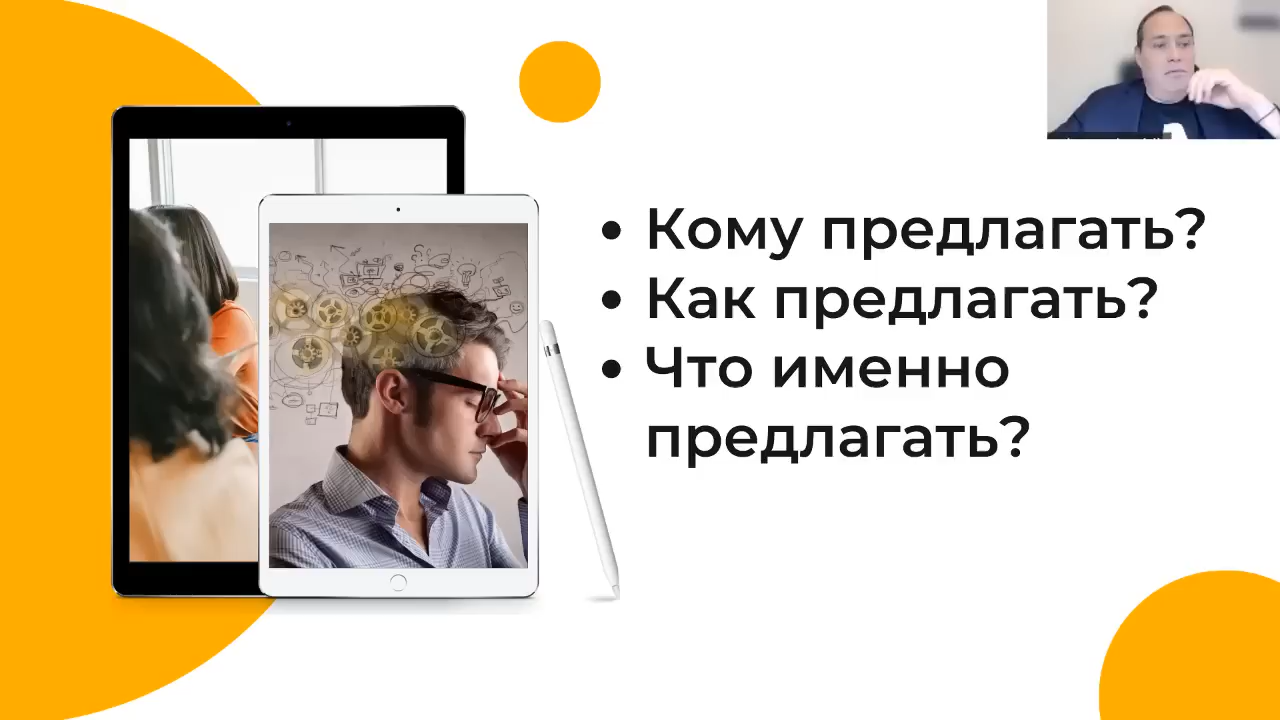 • Кому предлагать?
• Как предлагать?
• Что именно
предлагать?